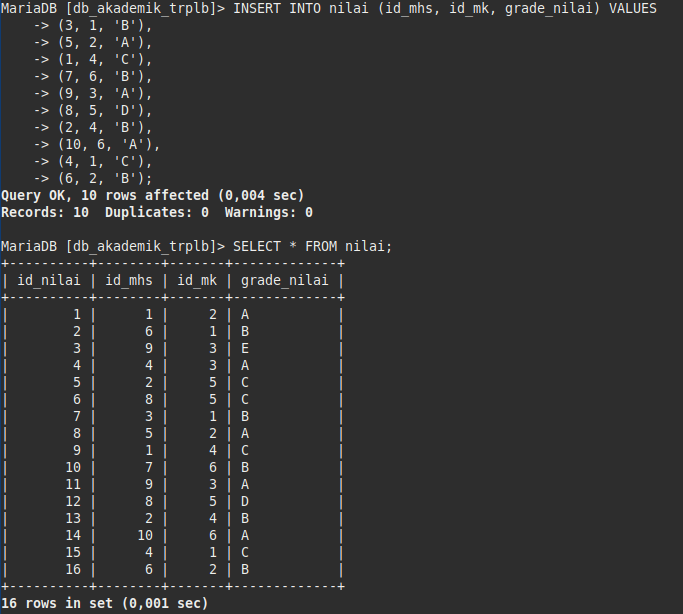 MariaDB [db_akademik_trplb]> INSERT INTO nilai (id_mhs, id_mk, grade_nilai) VALUES
    -> (3, 1, 'B'),
    -> (5, 2, 'A'),
    -> (1, 4, 'C'),
    -> (7, 6, 'B'),
    -> (9, 3, 'A'),
    -> (8, 5, 'D'),
    -> (2, 4, 'B'),
    -> (10, 6, 'A'),
    -> (4, 1, 'C'),
    -> (6, 2, 'B');
Query OK, 10 rows affected (0,004 sec)
Records: 10  Duplicates: 0  Warnings: 0

MariaDB [db_akademik_trplb]> SELECT * FROM nilai;
+----------+--------+-------+-------------+
| id_nilai | id_mhs | id_mk | grade_nilai |
+----------+--------+-------+-------------+
|        1 |      1 |     2 | A           |
|        2 |      6 |     1 | B           |
|        3 |      9 |     3 | E           |
|        4 |      4 |     3 | A           |
|        5 |      2 |     5 | C           |
|        6 |      8 |     5 | C           |
|        7 |      3 |     1 | B           |
|        8 |      5 |     2 | A           |
|        9 |      1 |     4 | C           |
|       10 |      7 |     6 | B           |
|       11 |      9 |     3 | A           |
|       12 |      8 |     5 | D           |
|       13 |      2 |     4 | B           |
|       14 |     10 |     6 | A           |
|       15 |      4 |     1 | C           |
|       16 |      6 |     2 | B           |
+----------+--------+-------+-------------+
16 rows in set (0,001 sec)